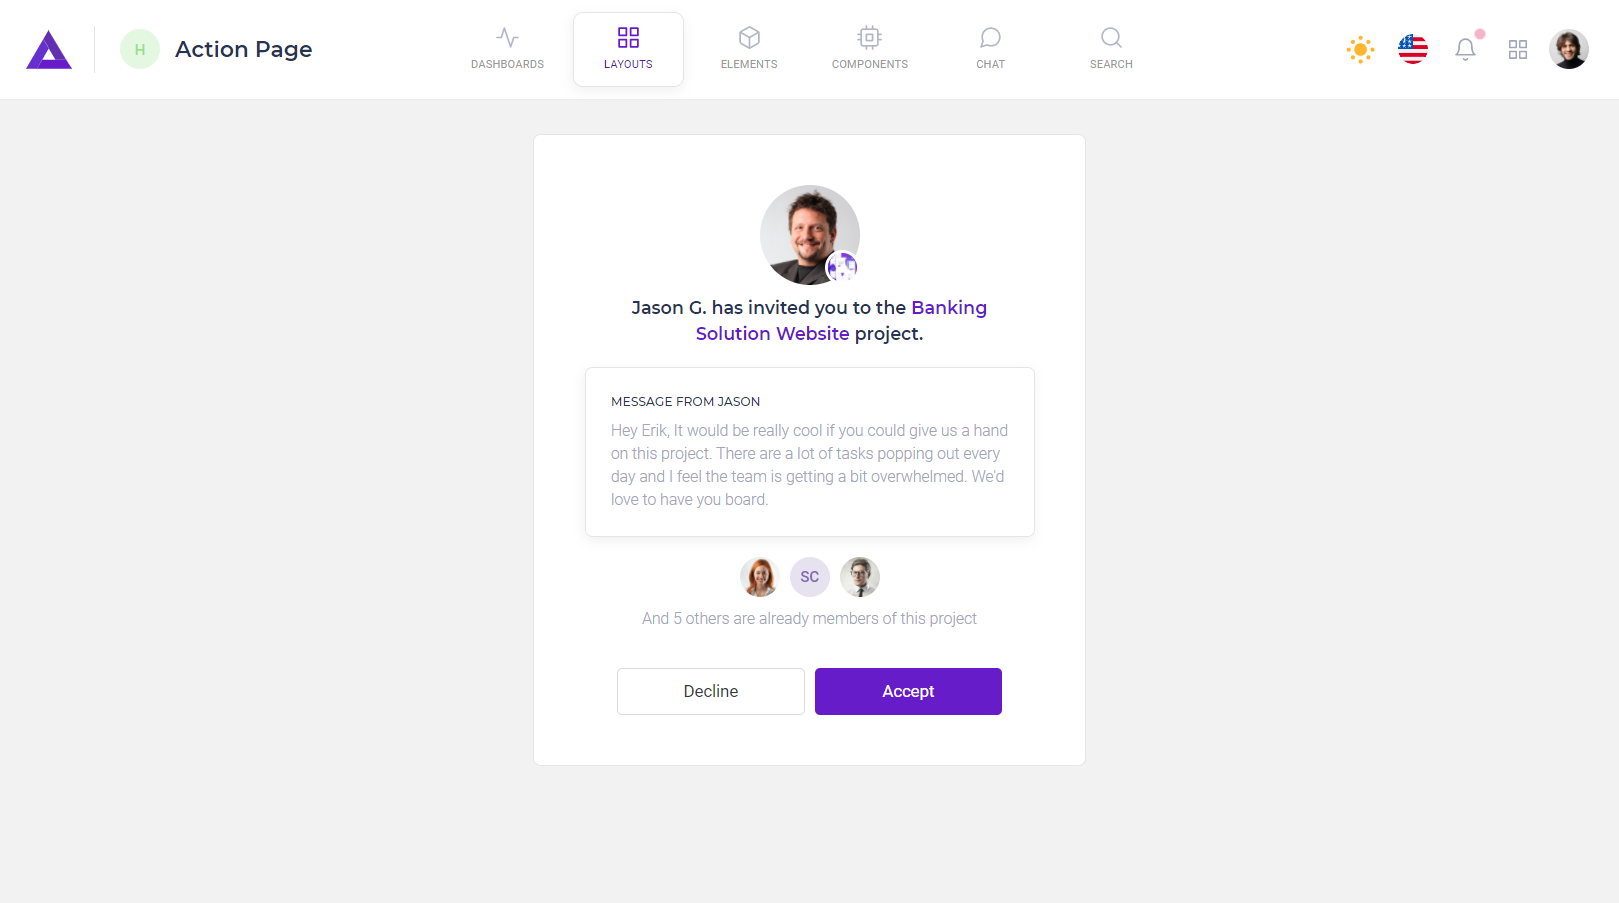 H
Action Page
DASHBOARDS
LAYOUTS
ELEMENTS
COMPONENTS
CHAT
SEARCH
Jason G. has invited you to the Banking
Solution Website project.
MESSAGE FROM JASON
Hey Erik, It would be really cool if you could give us a hand
on this project. There are a lot of tasks popping out every
day and I feel the team is getting a bit overwhelmed. We'd
love to have you board.
SC
And 5 others are already members of this project
Decline
Accept